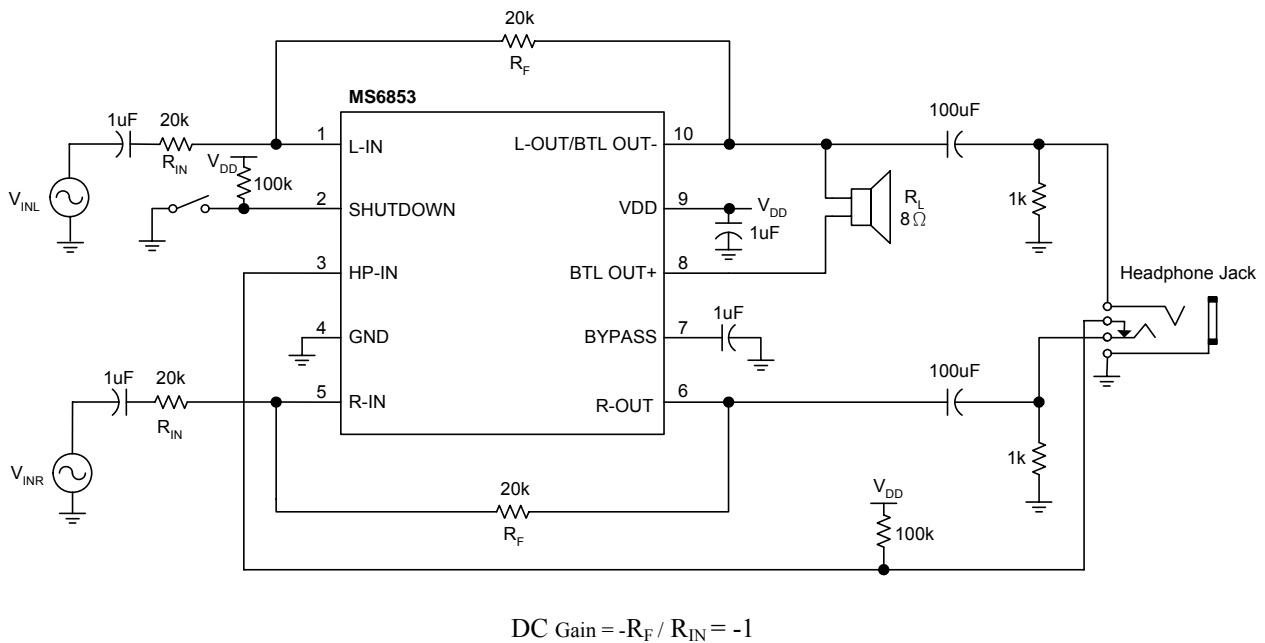 20k
R_F
MS6853
1uF
20k
R_IN
V_INL
V_DD
100k
1
L-IN
2
SHUTDOWN
3
HP-IN
4
GND
5
R-IN
L-OUT/BTL OUT-
10
VDD
9
V_DD
1uF
BTL OUT+
8
BYPASS
7
1uF
R-OUT
6
R_L
8Ω
100uF
1k
Headphone Jack
100uF
1k
1uF
20k
R_IN
V_INR
20k
R_F
V_DD
100k
DC Gain = -R_F / R_IN = -1